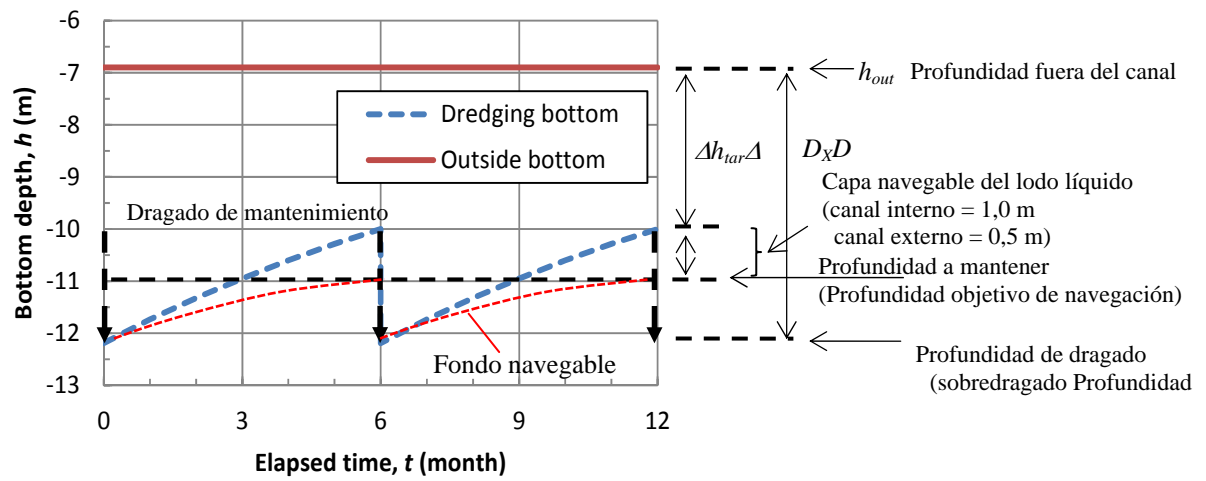 -6
-7
-8
-9
-10
-11
-12
-13
Bottom depth, h (m)
0
3
6
9
12
Elapsed time, t (month)
Dredging bottom
Outside bottom
Dragado de mantenimiento
Fondo navegable
h_out Profundidad fuera del canal
Δh_tarΔ
D_XD
Capa navegable del lodo líquido
(canal interno = 1,0 m
canal externo = 0,5 m)
Profundidad a mantener
(Profundidad objetivo de navegación)
Profundidad de dragado
(sobredragado Profundidad